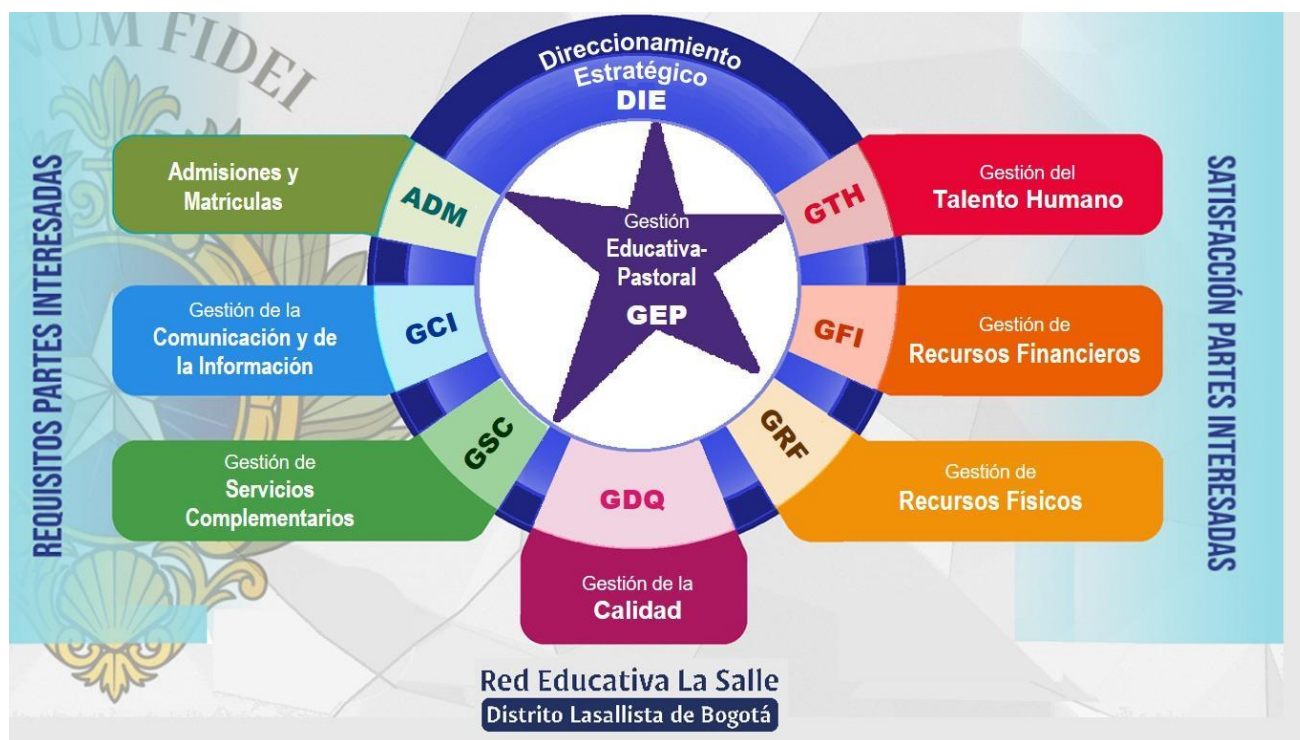 NUM FIDEI
REQUISITOS PARTES INTERESADAS
Direccionamiento
Estratégico
DIE
Admisiones y
Matrículas
ADM
Gestión de la
Comunicación y de
la Información
GCI
Gestión de
Servicios
Complementarios
GSC
Gestión
Educativa-
Pastoral
GEP
GDQ
Gestión de la
Calidad
GTH
Gestión del
Talento Humano
GFI
Gestión de
Recursos Financieros
GRF
Gestión de
Recursos Físicos
SATISFACCIÓN PARTES INTERESADAS
Red Educativa La Salle
Distrito Lasallista de Bogotá